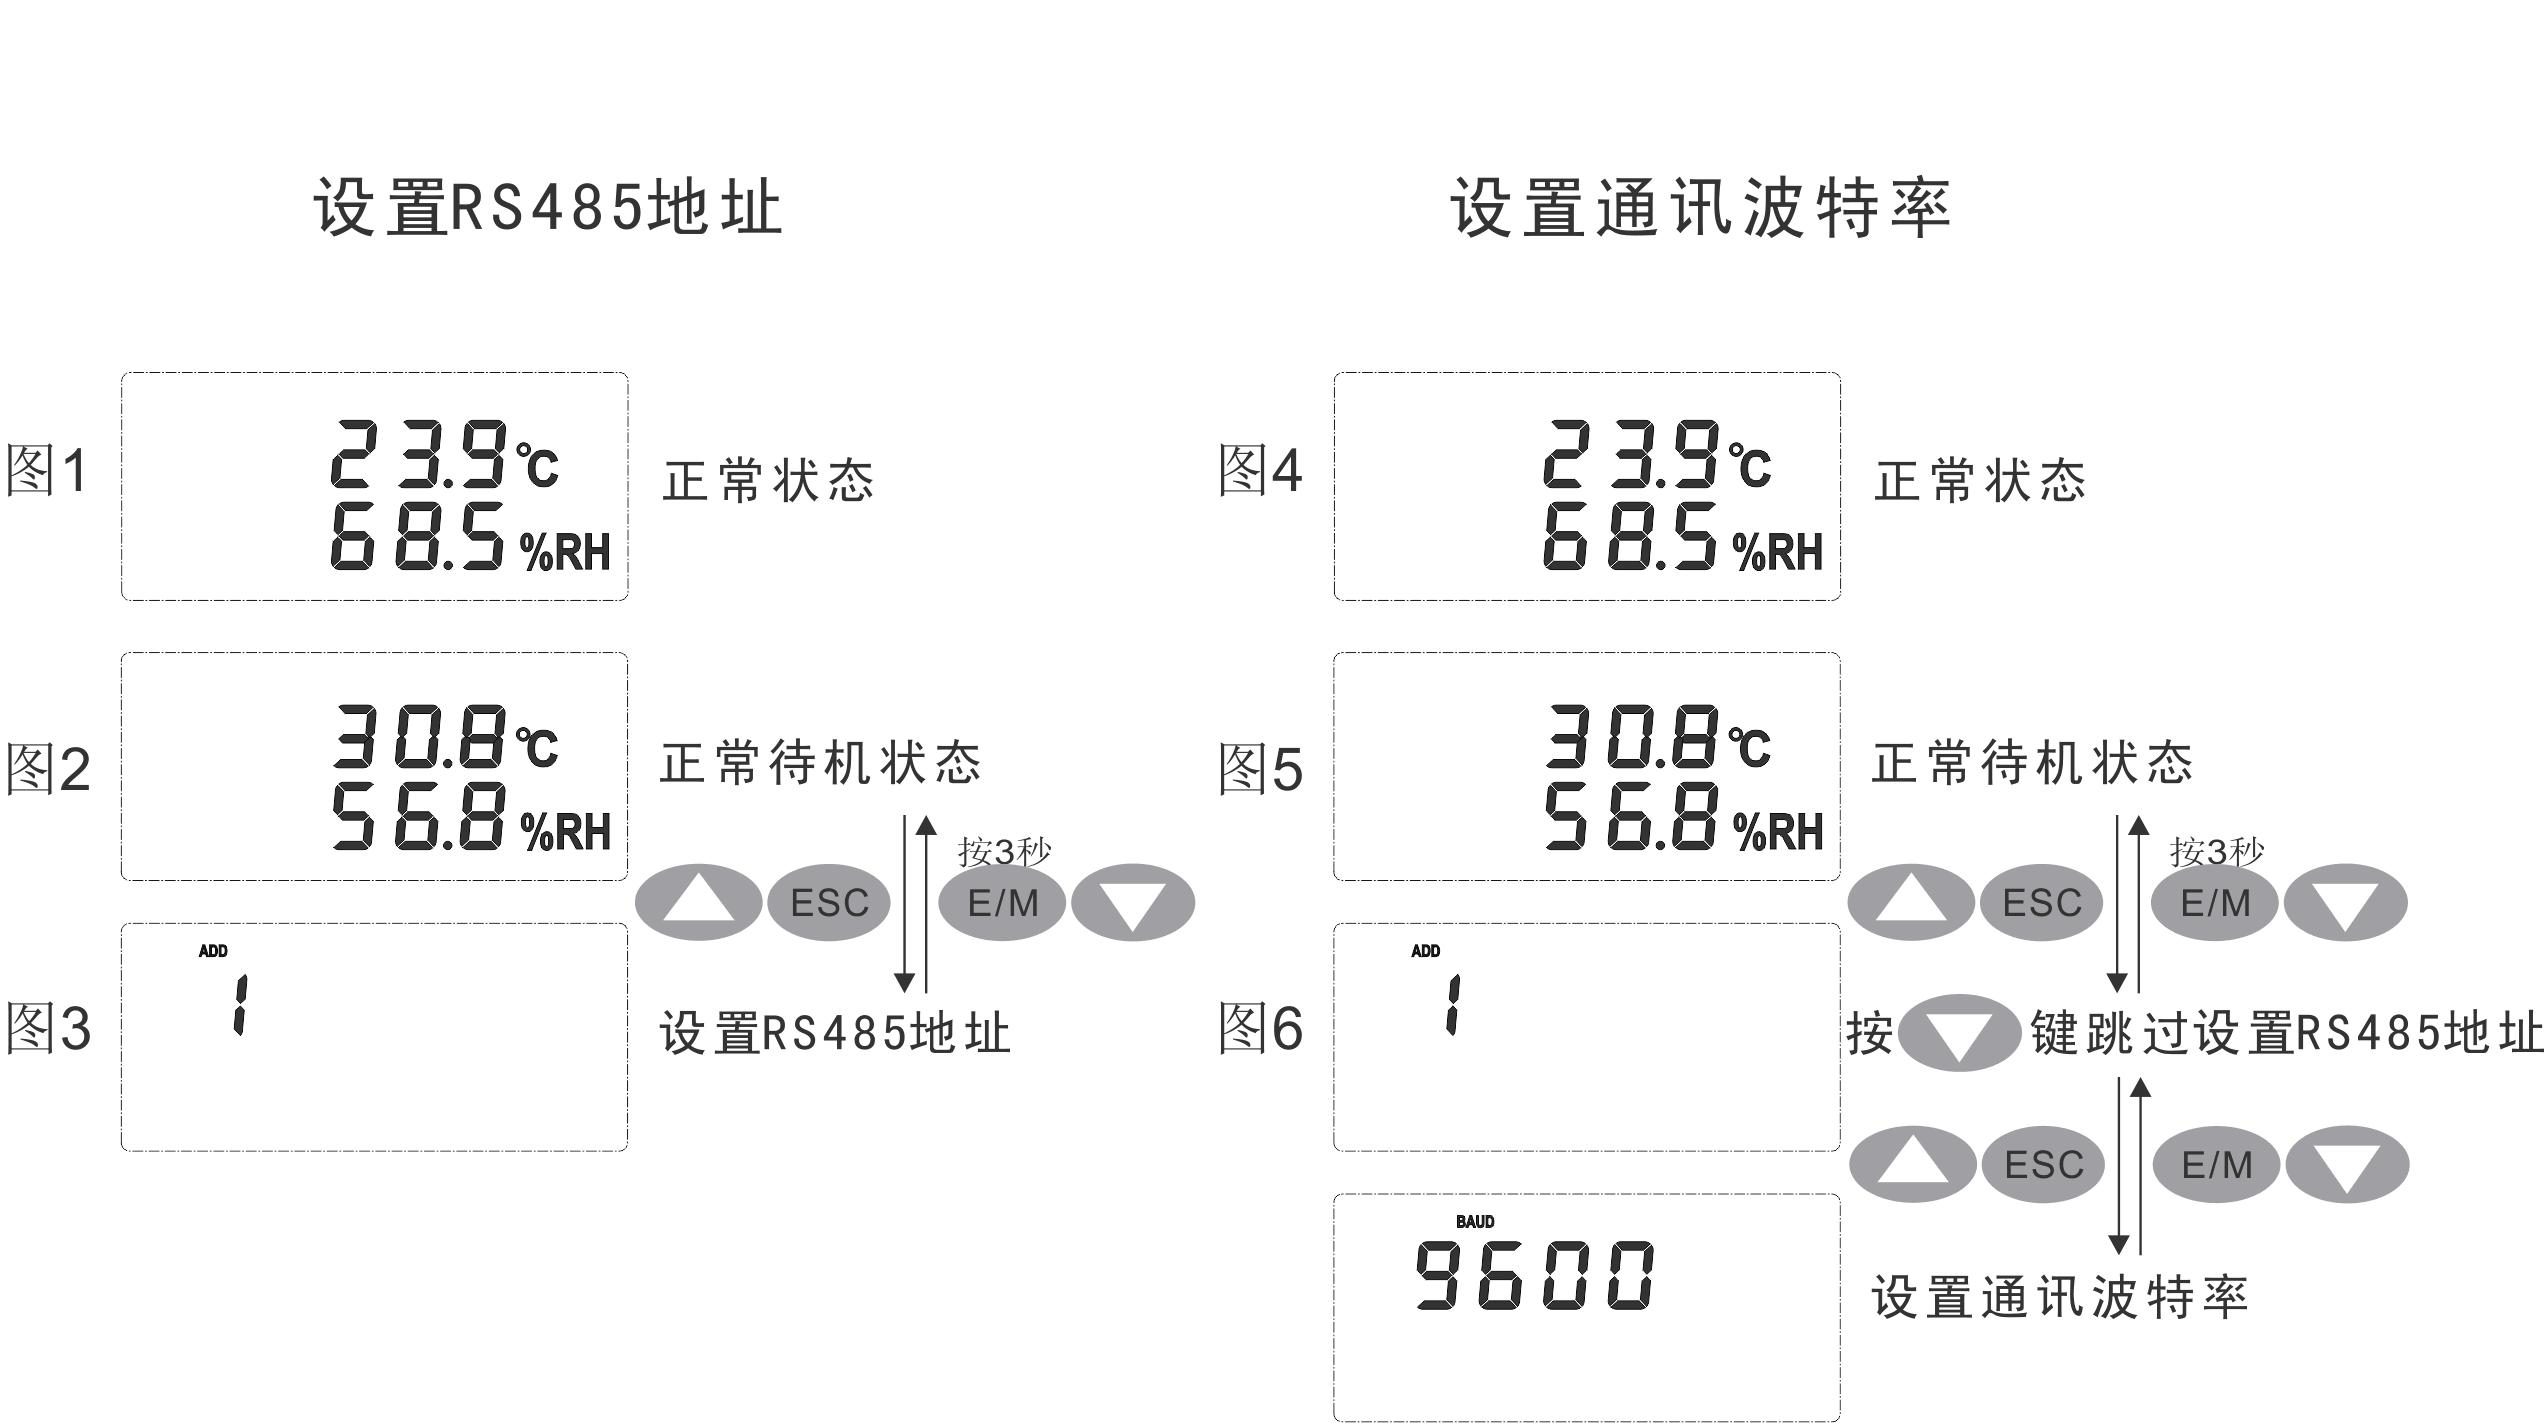 设置RS485地址
图1
23.9℃
68.5%RH
正常状态
图2
30.8℃
56.8%RH
正常待机状态
按3秒
ESC
E/M
图3
ADD
1
设置RS485地址
设置通讯波特率
图4
23.9℃
68.5%RH
正常状态
图5
30.8℃
56.8%RH
正常待机状态
按3秒
ESC
E/M
图6
ADD
1
按 键跳过设置RS485地址
ESC
E/M
BAUD
9600
设置通讯波特率